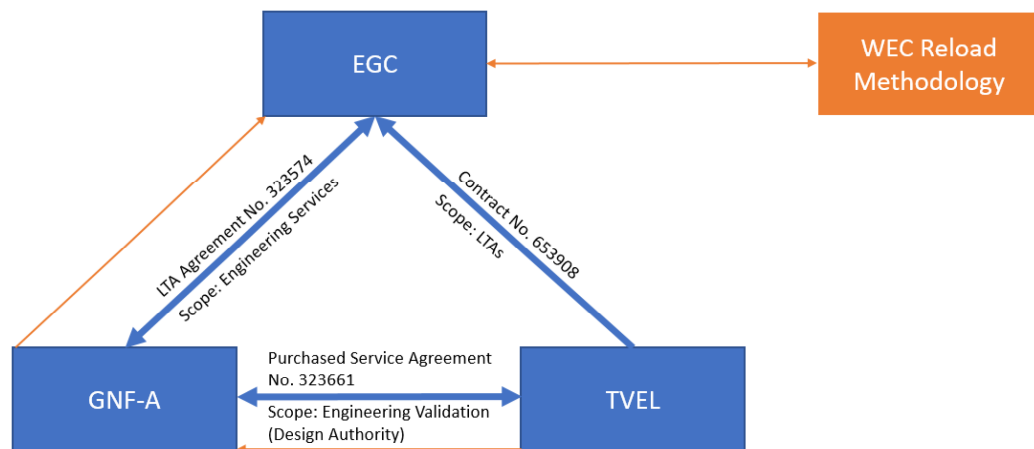 EGC
WEC Reload
Methodology
LTA Agreement No. 323574
Scope: Engineering Services
Contract No. 653908
Scope: LTAs
GNF-A
Purchased Service Agreement
No. 323661
Scope: Engineering Validation
(Design Authority)
TVEL